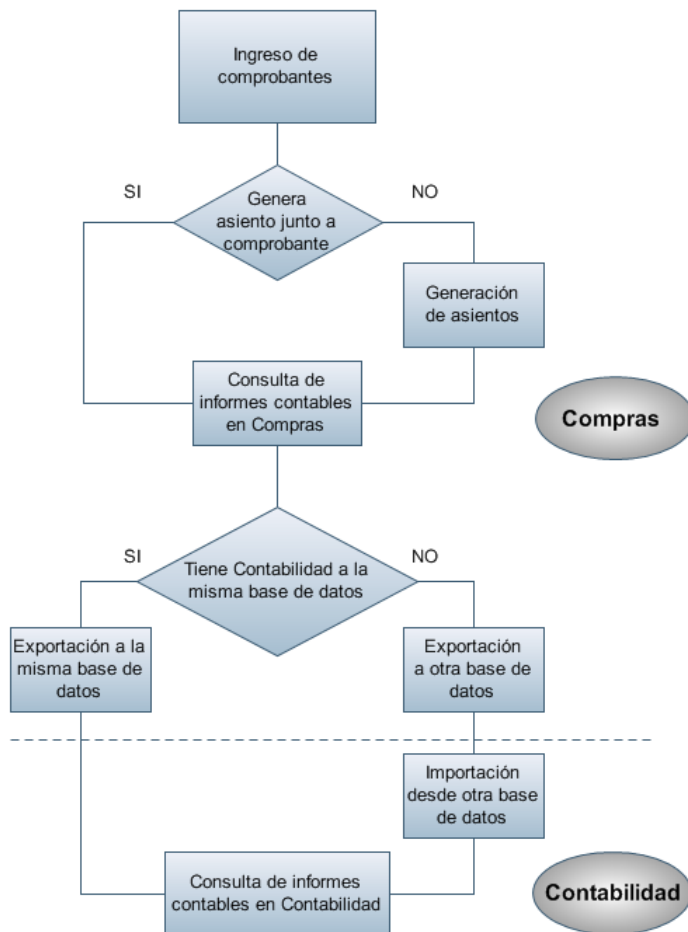 Ingreso de
comprobantes
SI
NO
Genera
asiento junto a
comprobante
Generación
de asientos
Consulta de
informes contables
en Compras
Compras
SI
NO
Tiene Contabilidad a la
misma base de datos
Exportación a la
misma base de
datos
Exportación
a otra base de
datos
Importación
desde otra base
de datos
Consulta de informes
contables en Contabilidad
Contabilidad